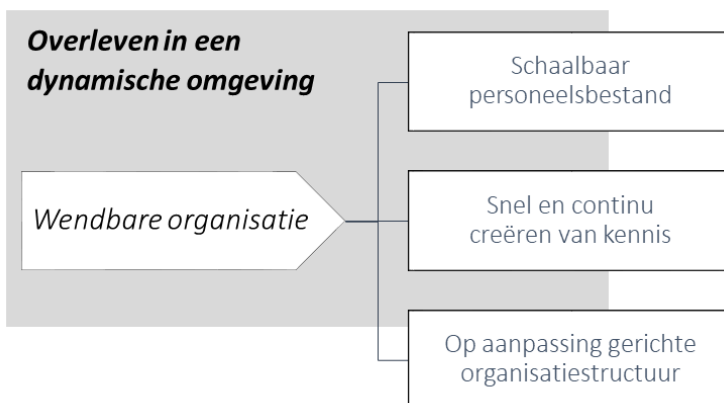 Overleven in een
dynamische omgeving
Wendbare organisatie
Schaalbaar
personeelsbestand
Snel en continu
creëren van kennis
Op aanpassing gerichte
organisatiestructuur